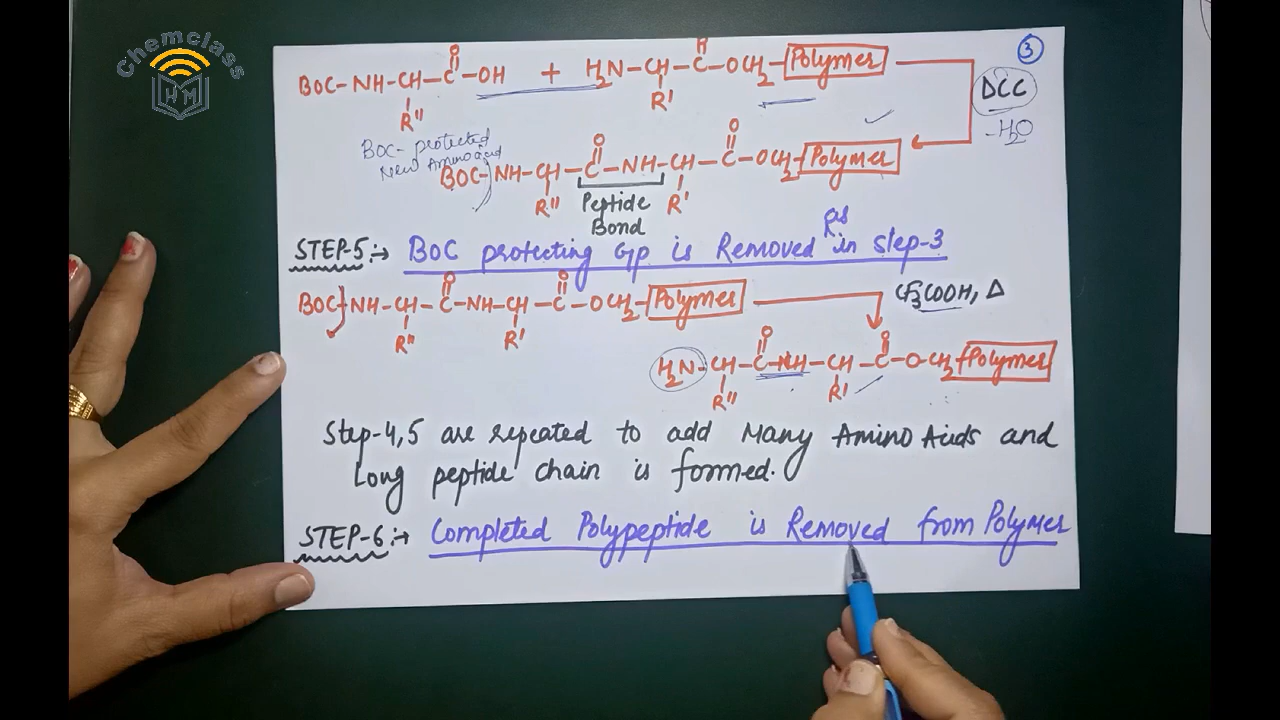 Chemclass
HM
3
BOC-NH-CH-C-OH + H2N-CH-C-OCH2-Polymer
O
R"
R'
DCC
-H2O
BOC-protected
New Amino acid
O
O
BOC-NH-CH-C-NH-CH-C-OCH2-Polymer
R"
Peptide
Bond
R'
STEP-5:→ BOC protecting Gp is Removed as in step-3
O
O
BOC-NH-CH-C-NH-CH-C-OCH2-Polymer
R"
R'
CF3COOH, Δ
O
O
H2N-CH-C-NH-CH-C-O-CH2-Polymer
R"
R'
Step-4,5 are repeated to add Many Amino Acids and
Long peptide chain is formed.
STEP-6:→ Completed Polypeptide is Removed from Polymer